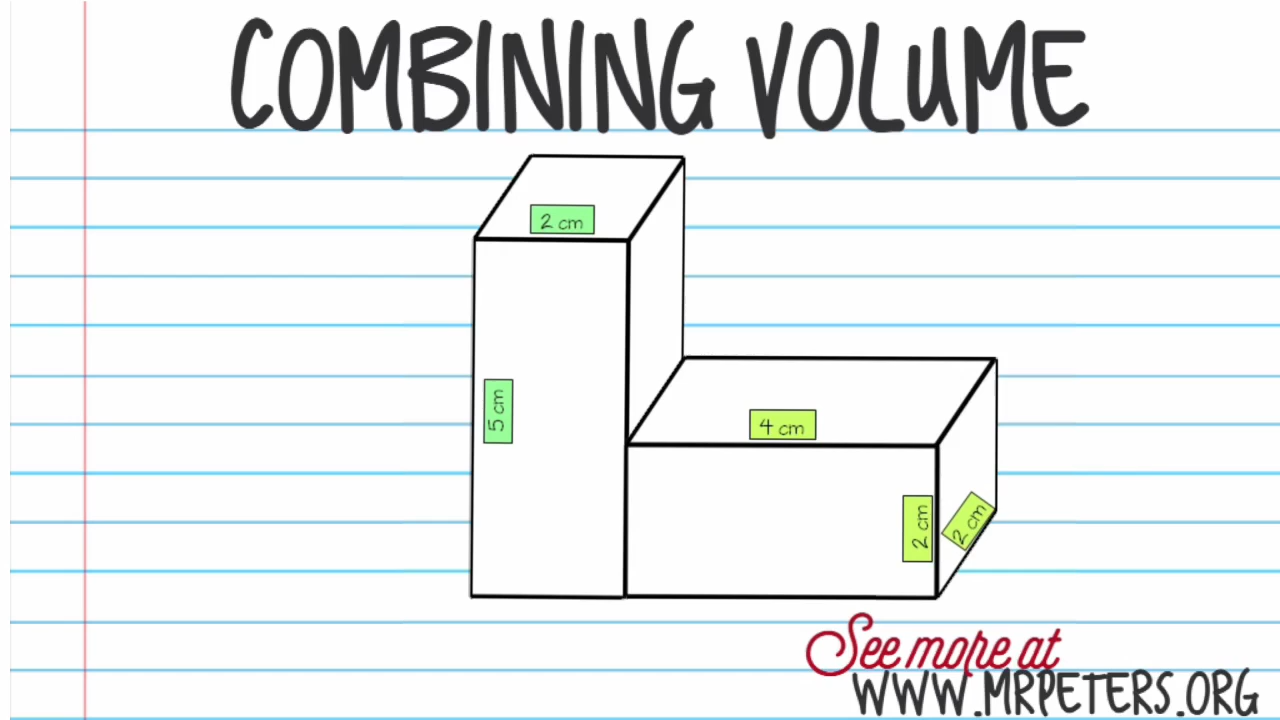 COMBINING VOLUME
2 cm
5 cm
4 cm
2 cm
2 cm
See more at
WWW.MRPETERS.ORG